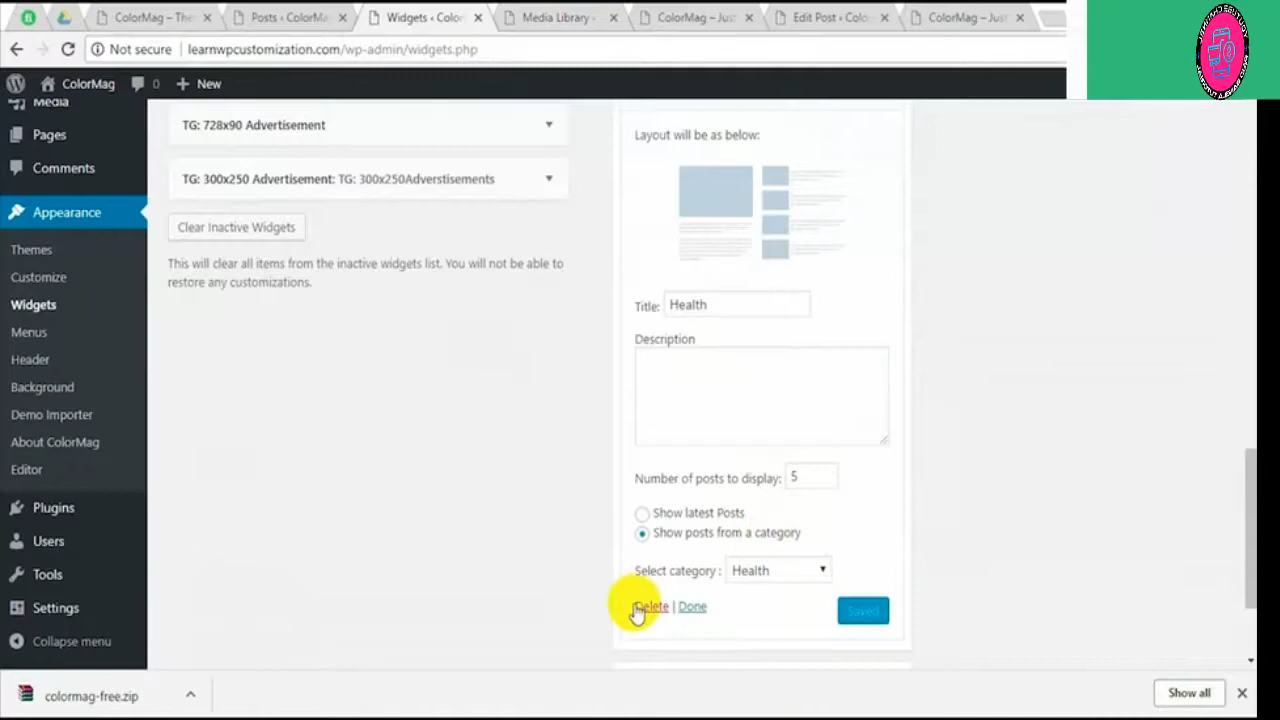 ColorMag – The
Posts ‹ ColorMa
Widgets ‹ Color
Media Library ‹
ColorMag – Just
Edit Post ‹ Colo
ColorMag – Just
Not secure
learnwpcustomization.com/wp-admin/widgets.php
ColorMag
0
New
Media
Pages
Comments
Appearance
Themes
Customize
Widgets
Menus
Header
Background
Demo Importer
About ColorMag
Editor
Plugins
Users
Tools
Settings
Collapse menu
TG: 728x90 Advertisement
TG: 300x250 Advertisement: TG: 300x250Adverstisements
Clear Inactive Widgets
This will clear all items from the inactive widgets list. You will not be able to
restore any customizations.
Layout will be as below:
Title: Health
Description
Number of posts to display: 5
Show latest Posts
Show posts from a category
Select category : Health
Delete | Done
Saved
colormag-free.zip
Show all